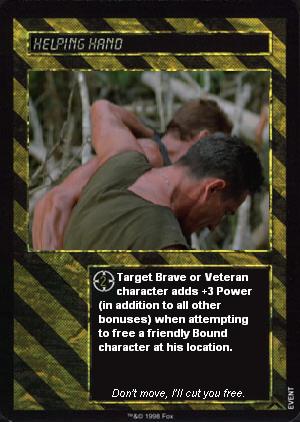 HELPING HAND
Target Brave or Veteran
character adds +3 Power
(in addition to all other
bonuses) when attempting
to free a friendly Bound
character at his location.
Don't move, I'll cut you free.
™&© 1998 Fox
EVENT